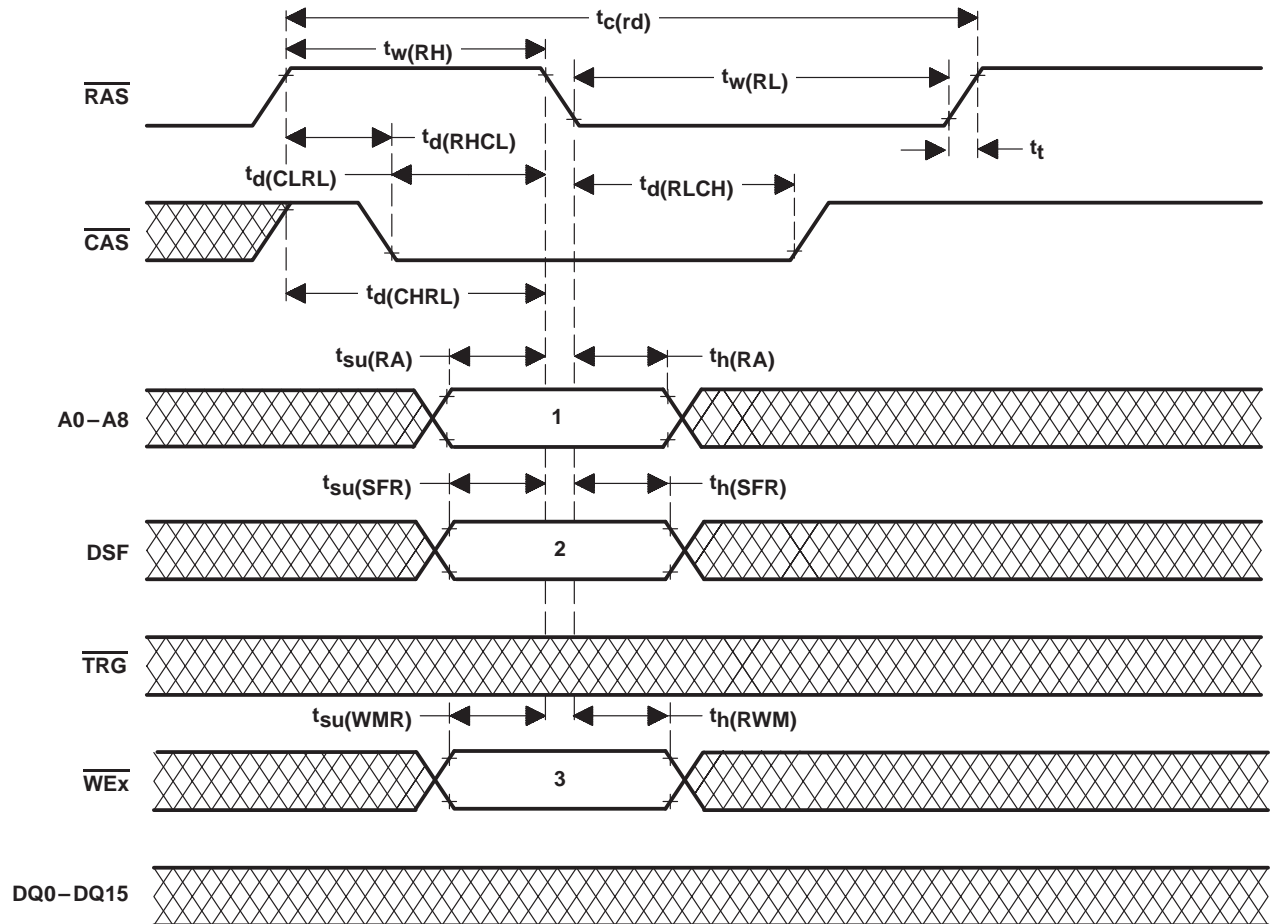 tc(rd)
tw(RH)
RAS
tw(RL)
td(RHCL)
tt
td(CLRL)
td(RLCH)
CAS
td(CHRL)
tsu(RA)
th(RA)
A0–A8
1
tsu(SFR)
th(SFR)
DSF
2
TRG
tsu(WMR)
th(RWM)
WEx
3
DQ0–DQ15